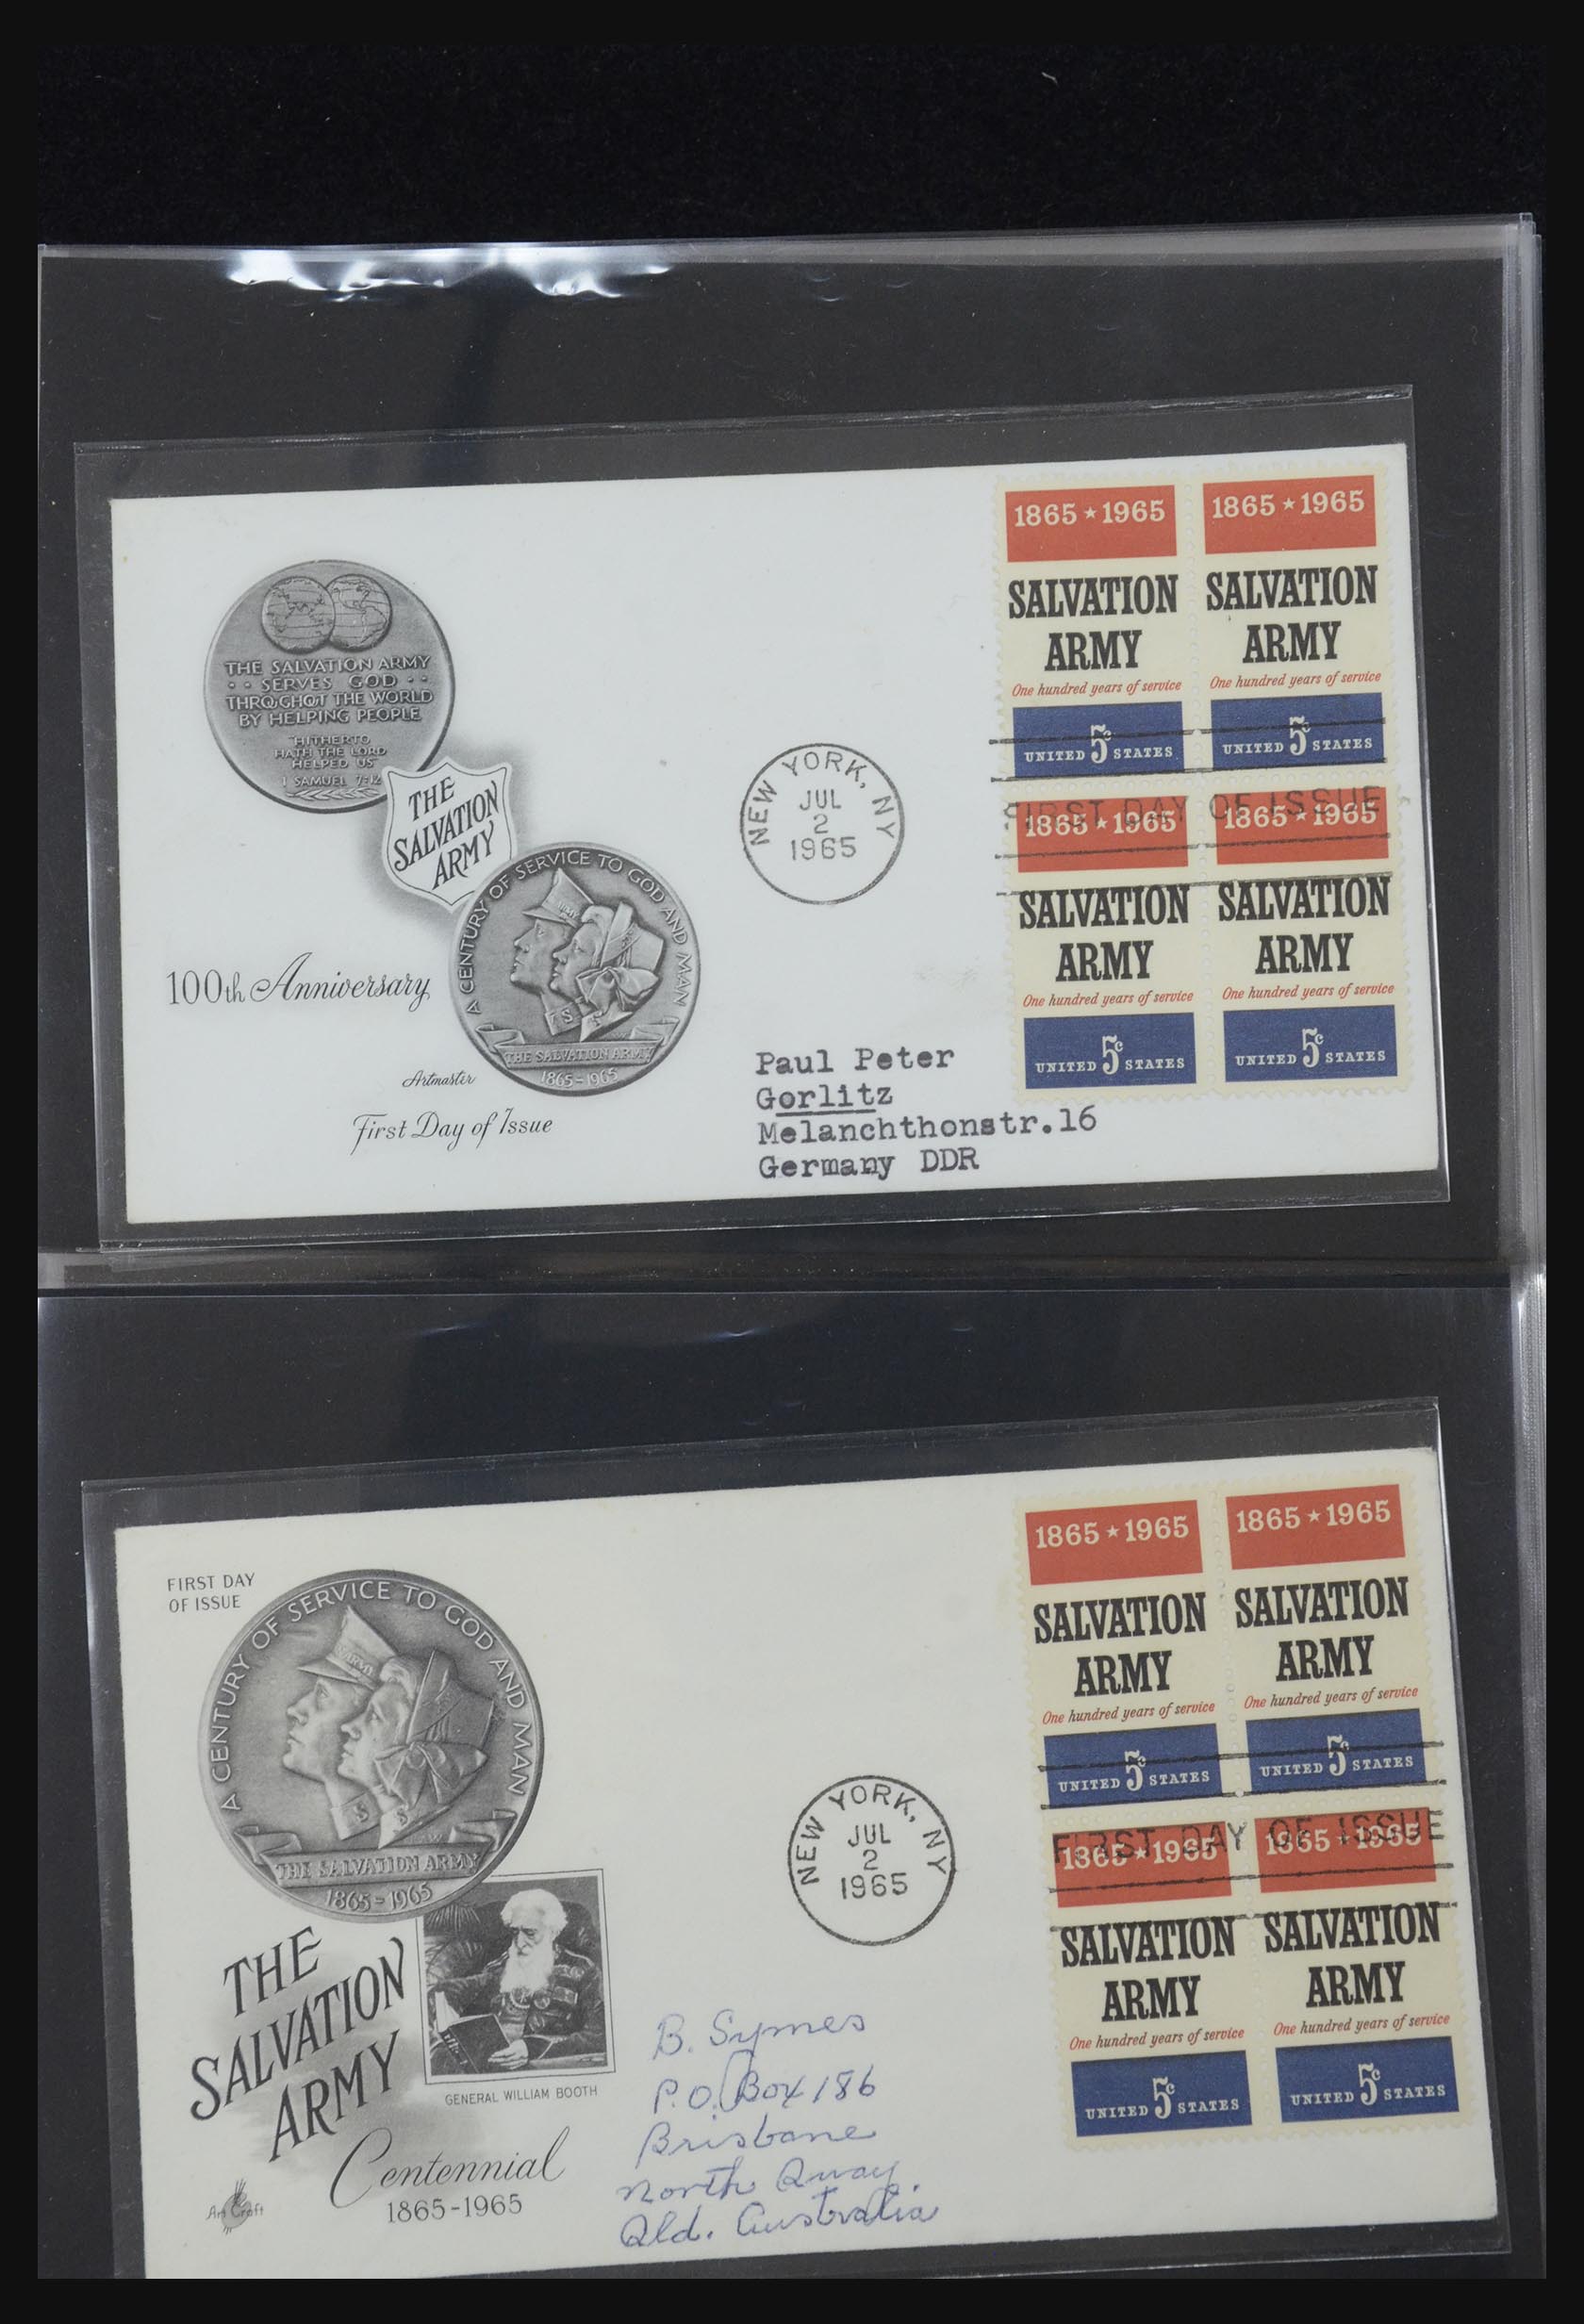 THE SALVATION ARMY
SERVES GOD
THROUGHOT THE WORLD
BY HELPING PEOPLE
"HITHERTO
HATH THE LORD
HELPED US"
I SAMUEL 7:12
THE
SALVATION
ARMY
A CENTURY OF SERVICE TO GOD AND MAN
S S
THE SALVATION ARMY
1865-1965
100th Anniversary
Artmaster
First Day of Issue
NEW YORK, NY
JUL
2
1965
1865 ★ 1965 1865 ★ 1965
SALVATION SALVATION
ARMY ARMY
One hundred years of service One hundred years of service
UNITED 5c STATES UNITED 5c STATES
FIRST DAY OF ISSUE
1865 ★ 1965 1865 ★ 1965
SALVATION SALVATION
ARMY ARMY
One hundred years of service One hundred years of service
UNITED 5c STATES UNITED 5c STATES
Paul Peter
Gorlitz
Melanchthonstr.16
Germany DDR
FIRST DAY
OF ISSUE
A CENTURY OF SERVICE TO GOD AND MAN
ARMY
S S
THE SALVATION ARMY
1865-1965
THE
SALVATION
ARMY
GENERAL WILLIAM BOOTH
Centennial
1865-1965
Art Craft
NEW YORK, NY
JUL
2
1965
1865 ★ 1965 1865 ★ 1965
SALVATION SALVATION
ARMY ARMY
One hundred years of service One hundred years of service
UNITED 5c STATES UNITED 5c STATES
FIRST DAY OF ISSUE
1865 ★ 1965 1865 ★ 1965
SALVATION SALVATION
ARMY ARMY
One hundred years of service One hundred years of service
UNITED 5c STATES UNITED 5c STATES
B. Symes
P.O. Box 186
Brisbane
North Quay.
Qld. Australia